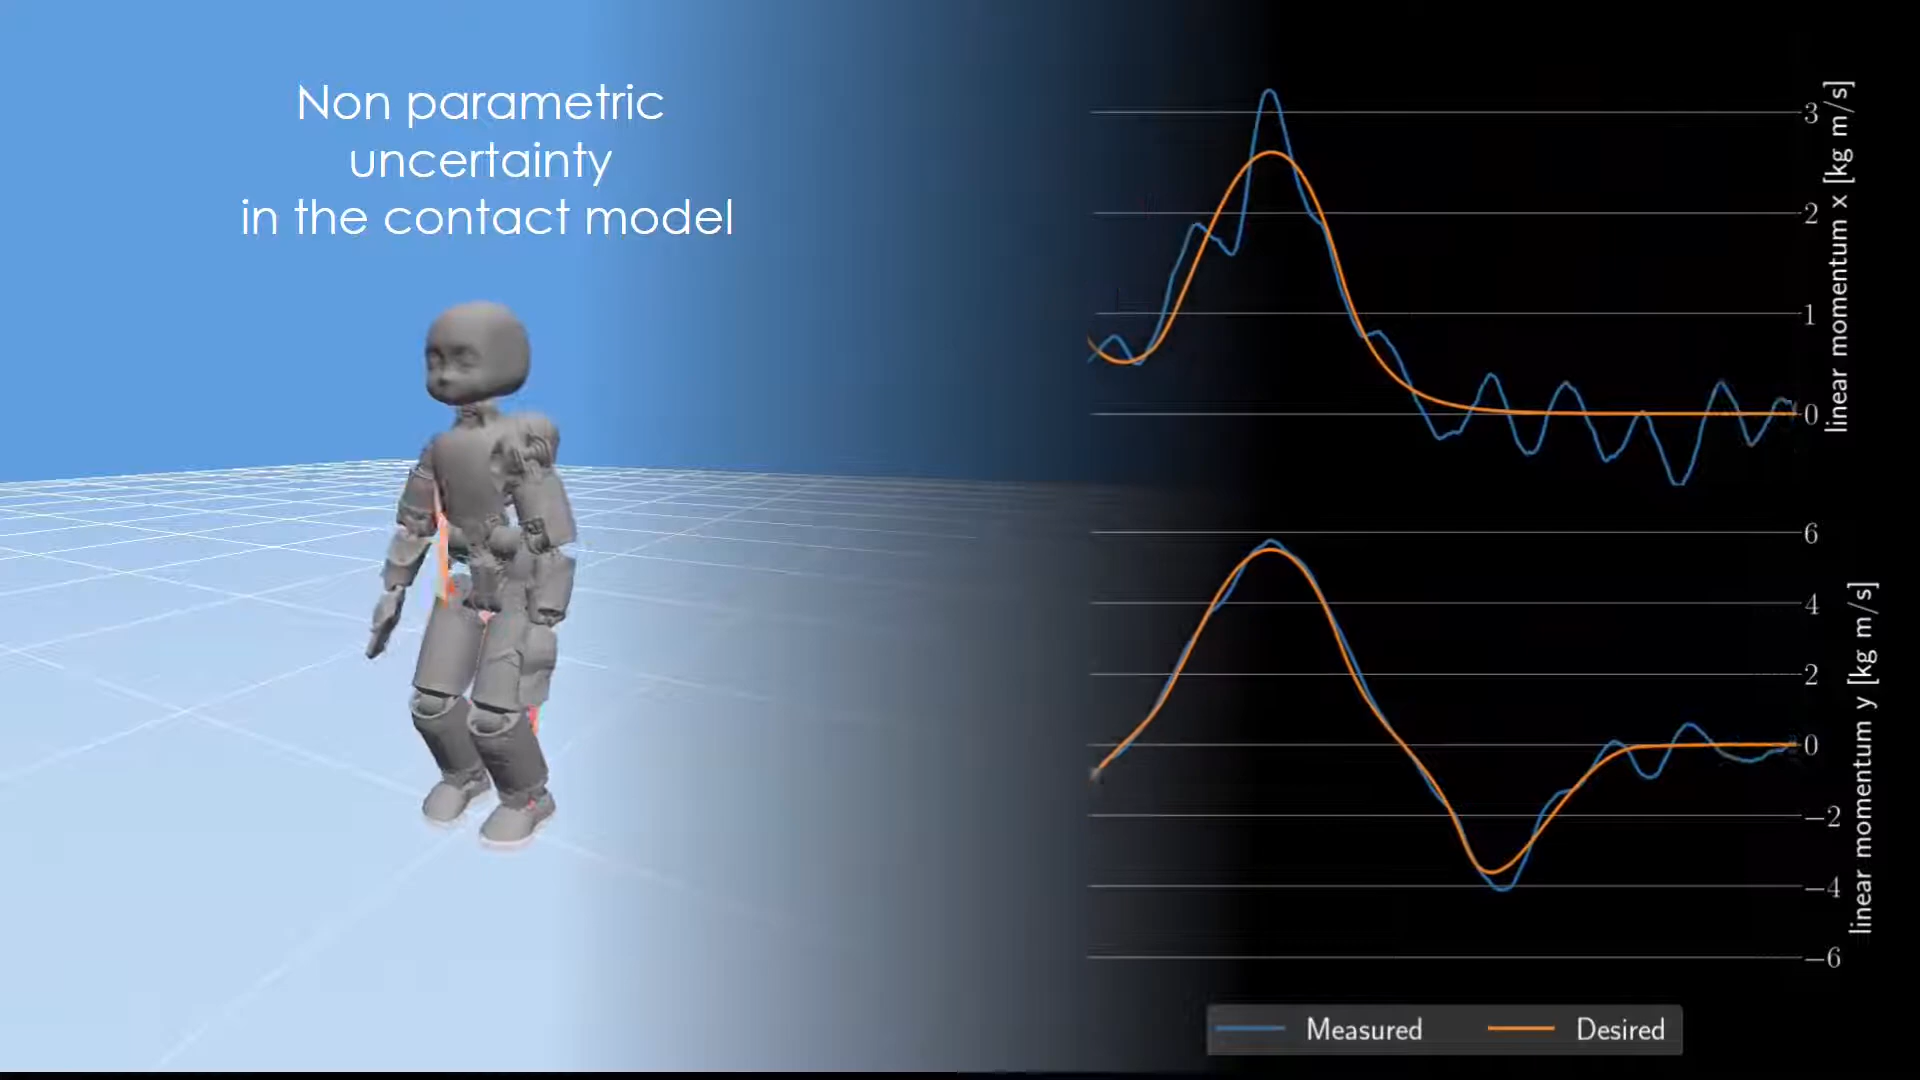 Non parametric
uncertainty
in the contact model
3
2
1
0
linear momentum x [kg m/s]
6
4
2
0
−2
−4
−6
linear momentum y [kg m/s]
Measured
Desired